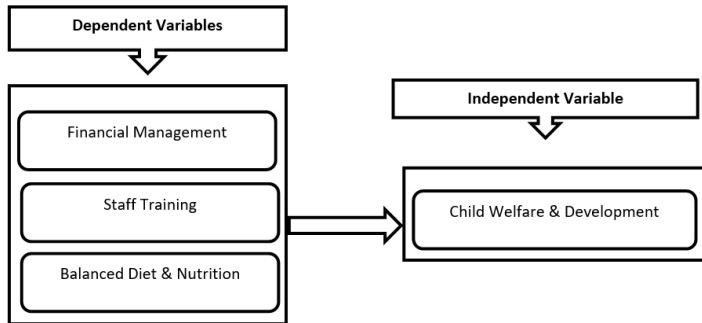 Dependent Variables
Financial Management
Staff Training
Balanced Diet & Nutrition
Independent Variable
Child Welfare & Development